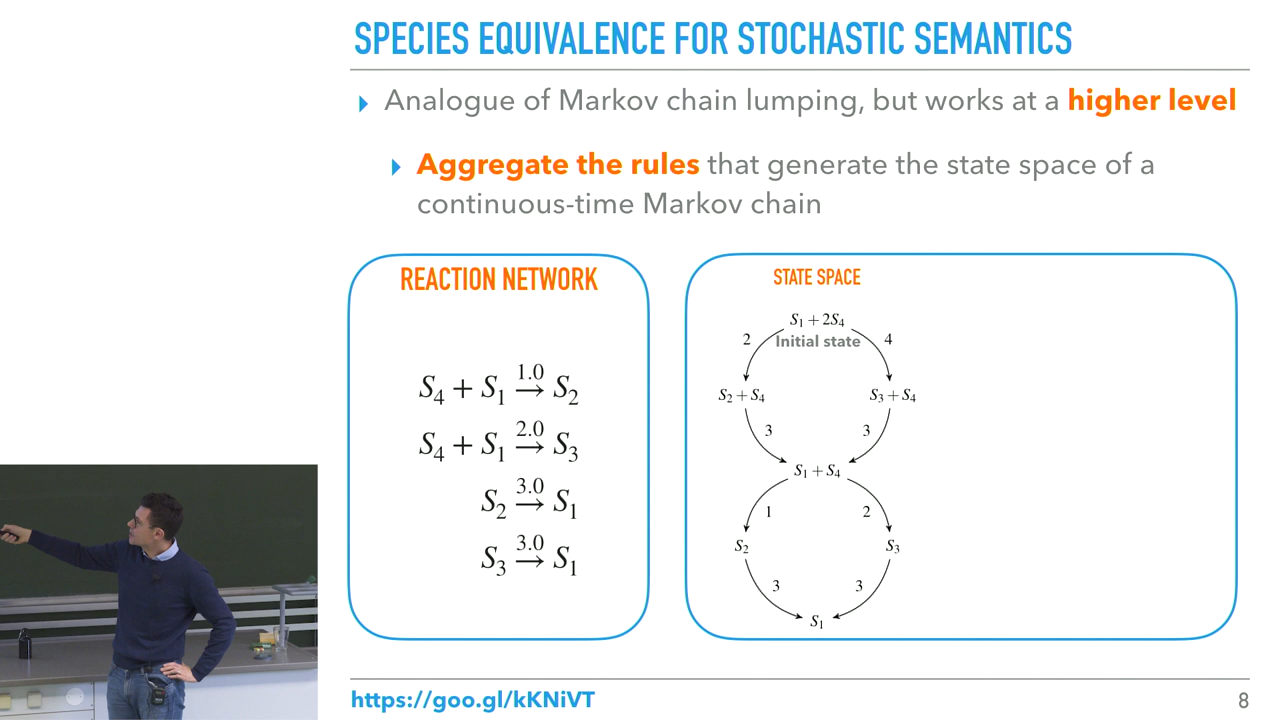 SPECIES EQUIVALENCE FOR STOCHASTIC SEMANTICS
Analogue of Markov chain lumping, but works at a higher level
Aggregate the rules that generate the state space of a
continuous-time Markov chain
REACTION NETWORK
S₄ + S₁ →^{1.0} S₂
S₄ + S₁ →^{2.0} S₃
S₂ →^{3.0} S₁
S₃ →^{3.0} S₁
STATE SPACE
S₁ + 2S₄
2 Initial state 4
S₂ + S₄ S₃ + S₄
3 3
S₁ + S₄
1 2
S₂ S₃
3 3
S₁
https://goo.gl/kKNiVT
8